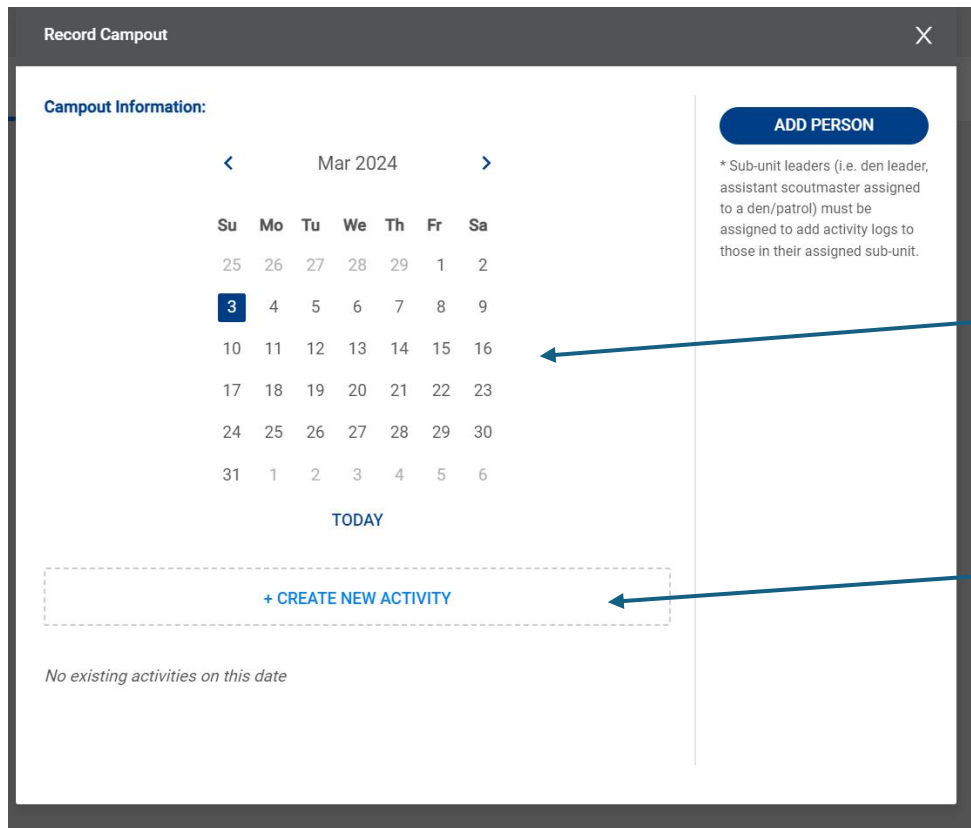 Record Campout X
Campout Information:
< Mar 2024 >
Su Mo Tu We Th Fr Sa
25 26 27 28 29 1 2
3 4 5 6 7 8 9
10 11 12 13 14 15 16
17 18 19 20 21 22 23
24 25 26 27 28 29 30
31 1 2 3 4 5 6
TODAY
+ CREATE NEW ACTIVITY
No existing activities on this date
ADD PERSON
* Sub-unit leaders (i.e. den leader,
assistant scoutmaster assigned
to a den/patrol) must be
assigned to add activity logs to
those in their assigned sub-unit.